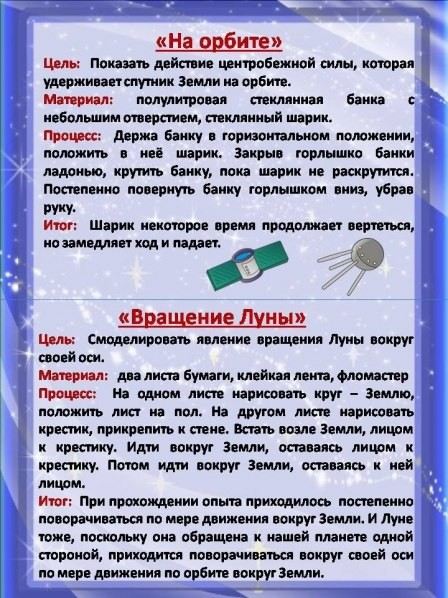 «На орбите»
Цель: Показать действие центробежной силы, которая
удерживает спутник Земли на орбите.
Материал: полулитровая стеклянная банка с
небольшим отверстием, стеклянный шарик.
Процесс: Держа банку в горизонтальном положении,
положить в неё шарик. Закрыв горлышко банки
ладонью, крутить банку, пока шарик не раскрутится.
Постепенно повернуть банку горлышком вниз, убрав
руку.
Итог: Шарик некоторое время продолжает вертеться,
но замедляет ход и падает.
«Вращение Луны»
Цель: Смоделировать явление вращения Луны вокруг
своей оси.
Материал: два листа бумаги, клейкая лента, фломастер
Процесс: На одном листе нарисовать круг – Землю,
положить лист на пол. На другом листе нарисовать
крестик, прикрепить к стене. Встать возле Земли, лицом
к крестику. Идти вокруг Земли, оставаясь лицом к
крестику. Потом идти вокруг Земли, оставаясь к ней
лицом.
Итог: При прохождении опыта приходилось постепенно
поворачиваться по мере движения вокруг Земли. И Луне
тоже, поскольку она обращена к нашей планете одной
стороной, приходится поворачиваться вокруг своей оси
по мере движения по орбите вокруг Земли.